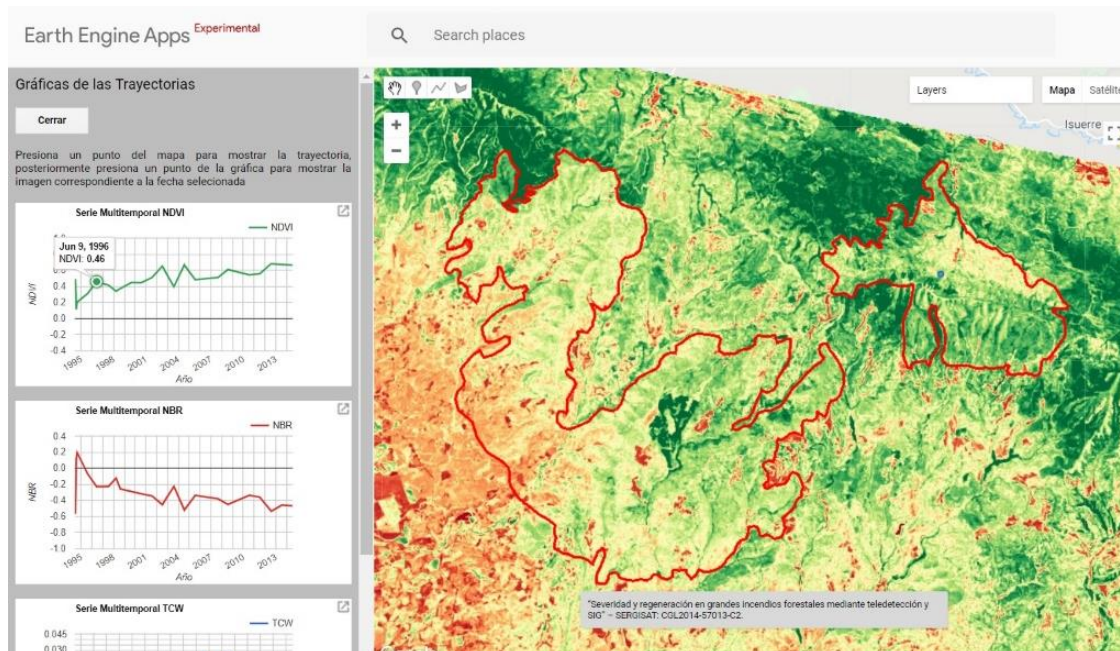 Earth Engine Apps Experimental
Search places
Gráficas de las Trayectorias
Cerrar
Presiona un punto del mapa para mostrar la trayectoria,
posteriormente presiona un punto de la gráfica para mostrar la
imagen correspondiente a la fecha selecionada
Serie Multitemporal NDVI
NDVI
Jun 9, 1996
NDVI: 0.46
0.6
0.4
0.2
0.0
-0.2
-0.4
NDVI
1995 1998 2001 2004 2007 2010 2013
Año
Serie Multitemporal NBR
NBR
0.4
0.2
0.0
-0.2
-0.4
-0.6
-0.8
-1.0
NBR
1995 1998 2001 2004 2007 2010 2013
Año
Serie Multitemporal TCW
TCW
0.045
0.030
Layers
Mapa Satélite
Isuerre
"Severidad y regeneración en grandes incendios forestales mediante teledetección y
SIG" – SERGISAT: CGL2014-57013-C2.